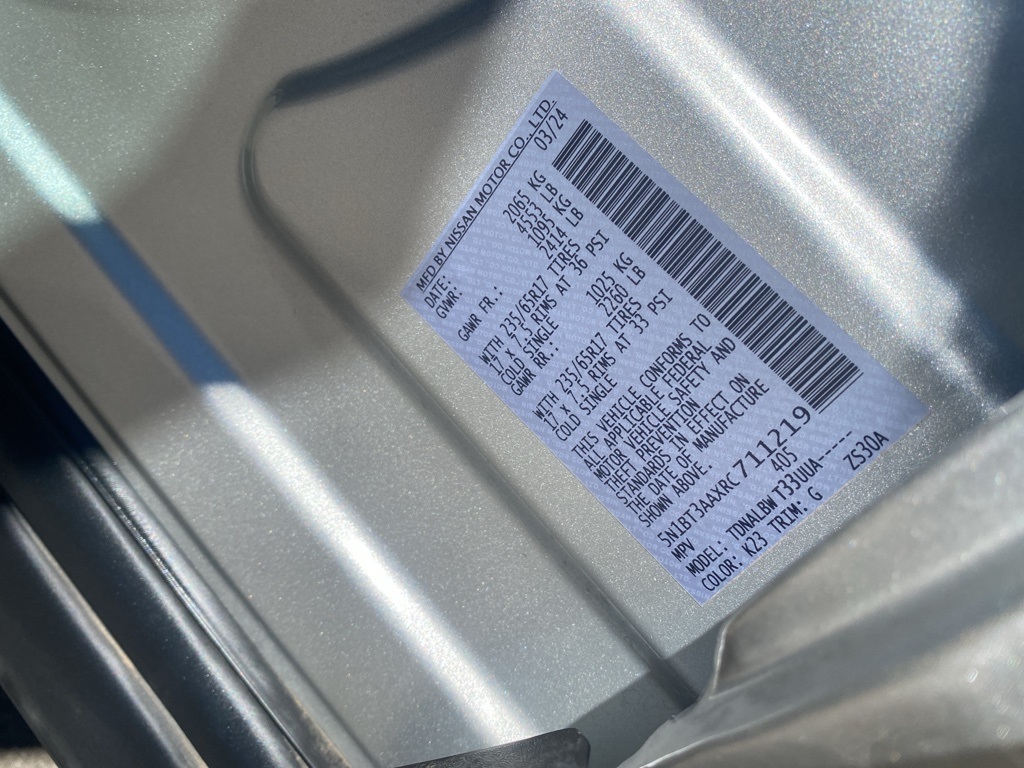 MFD BY NISSAN MOTOR CO., LTD.
DATE: 03/24
GVWR: 2065 KG
4553 LB
GAWR FR.: 1095 KG
2414 LB
WITH 235/65R17 TIRES
17 X 7.5 RIMS AT 36 PSI
COLD SINGLE
GAWR RR.: 1025 KG
2260 LB
WITH 235/65R17 TIRES
17 X 7.5 RIMS AT 33 PSI
COLD SINGLE
THIS VEHICLE CONFORMS TO
ALL APPLICABLE FEDERAL
MOTOR VEHICLE SAFETY AND
THEFT PREVENTION
STANDARDS IN EFFECT ON
THE DATE OF MANUFACTURE
SHOWN ABOVE.
5N1BT3AAXRC711219
MPV 405
MODEL: TDNALBWT33UUA-----
COLOR: K23 TRIM: G ZS30A